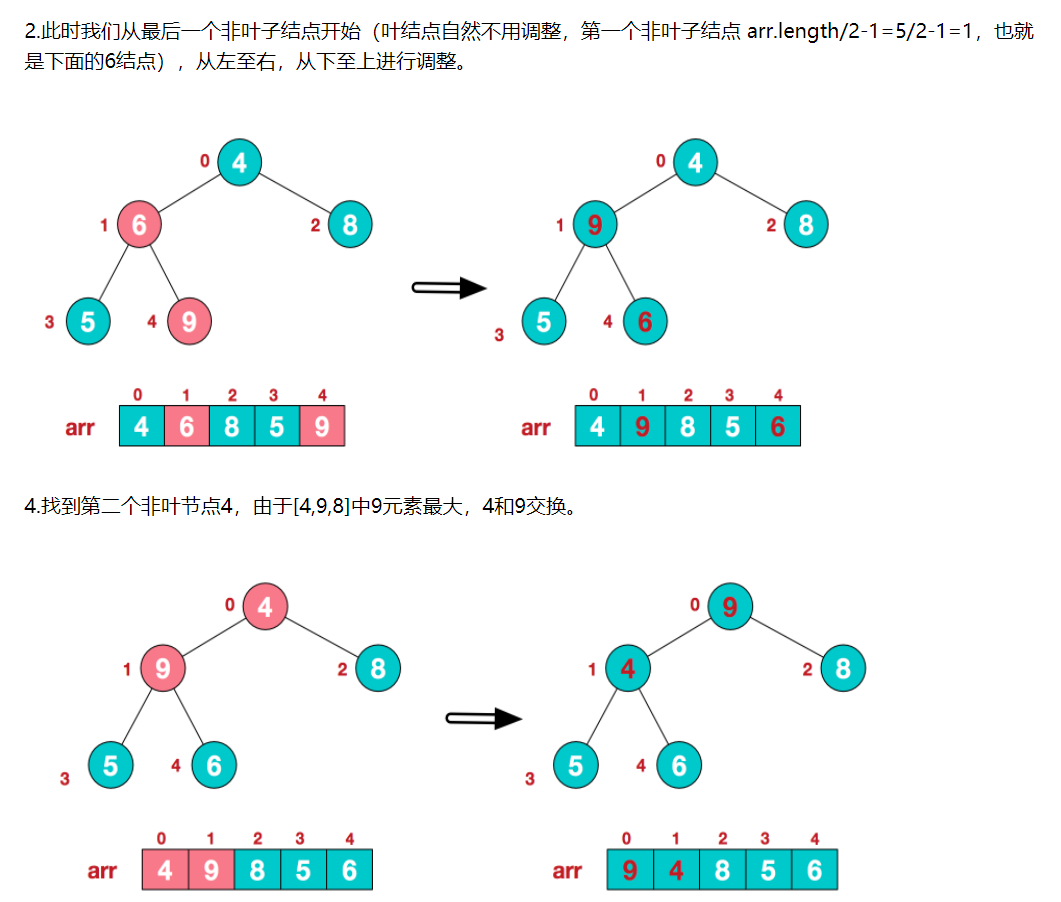 2.此时我们从最后一个非叶子结点开始（叶结点自然不用调整，第一个非叶子结点 arr.length/2-1=5/2-1=1，也就
是下面的6结点），从左至右，从下至上进行调整。
0 4
0 4
1 6
2 8
1 9
2 8
3 5
4 9
3 5
4 6
0 1 2 3 4
arr 4 6 8 5 9
0 1 2 3 4
arr 4 9 8 5 6
4.找到第二个非叶节点4，由于[4,9,8]中9元素最大，4和9交换。
0 4
0 9
1 9
2 8
1 4
2 8
3 5
4 6
3 5
4 6
0 1 2 3 4
arr 4 9 8 5 6
0 1 2 3 4
arr 9 4 8 5 6